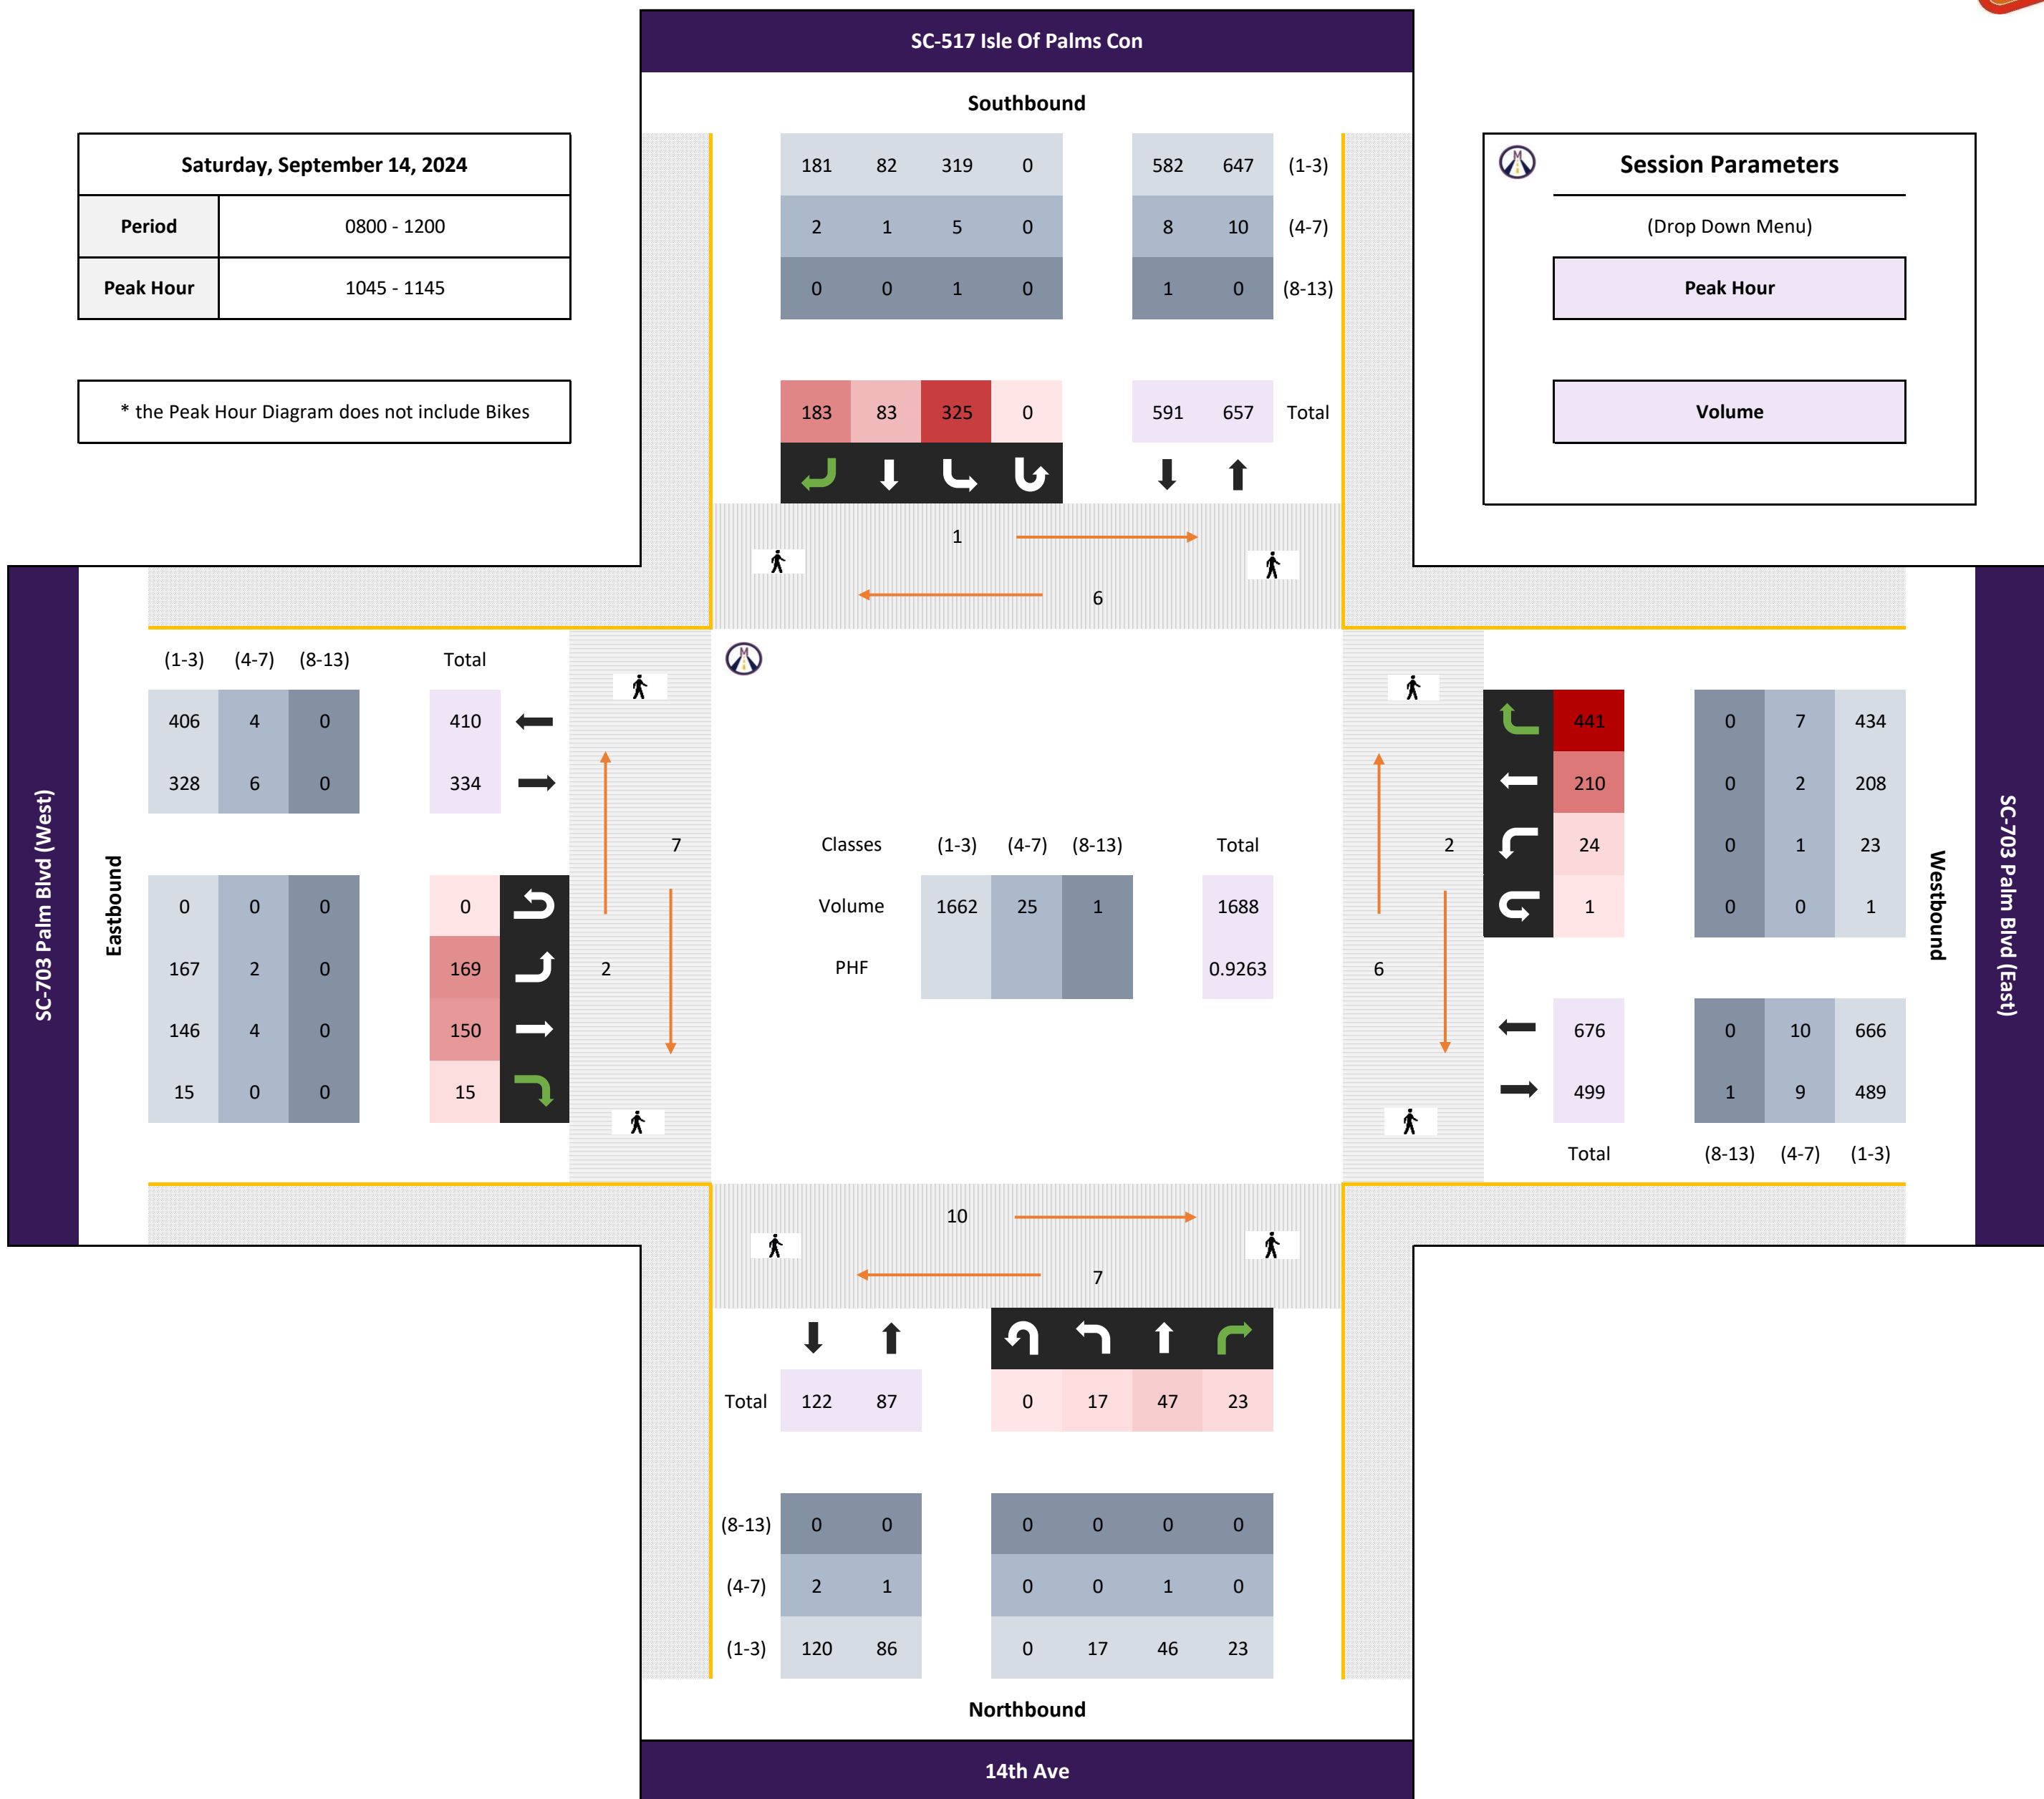 SC-517 Isle Of Palms Con
Southbound
Saturday, September 14, 2024
Period 0800 - 1200
Peak Hour 1045 - 1145
* the Peak Hour Diagram does not include Bikes
181 82 319 0 582 647 (1-3)
2 1 5 0 8 10 (4-7)
0 0 1 0 1 0 (8-13)
183 83 325 0 591 657 Total
M
Session Parameters
(Drop Down Menu)
Peak Hour
Volume
1
6
SC-703 Palm Blvd (West)
Eastbound
(1-3) (4-7) (8-13) Total
406 4 0 410
328 6 0 334
0 0 0 0
167 2 0 169
146 4 0 150
15 0 0 15
7
2
M
Classes (1-3) (4-7) (8-13) Total
Volume 1662 25 1 1688
PHF 0.9263
2
6
441 0 7 434
210 0 2 208
24 0 1 23
1 0 0 1
676 0 10 666
499 1 9 489
Total (8-13) (4-7) (1-3)
Westbound
SC-703 Palm Blvd (East)
10
7
Total 122 87 0 17 47 23
(8-13) 0 0 0 0 0 0
(4-7) 2 1 0 0 1 0
(1-3) 120 86 0 17 46 23
Northbound
14th Ave